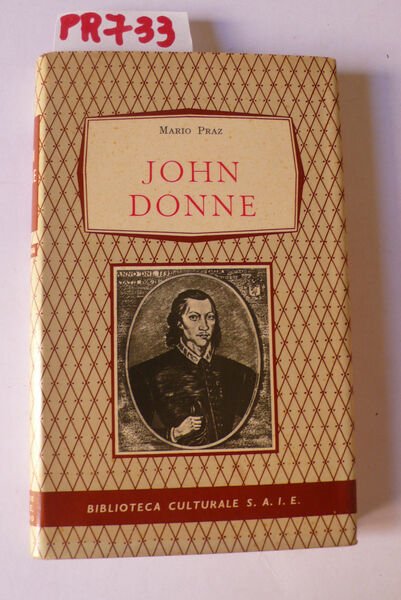 PR733
Mario Praz
JOHN
DONNE
BIBLIOTECA CULTURALE S. A. I. E.